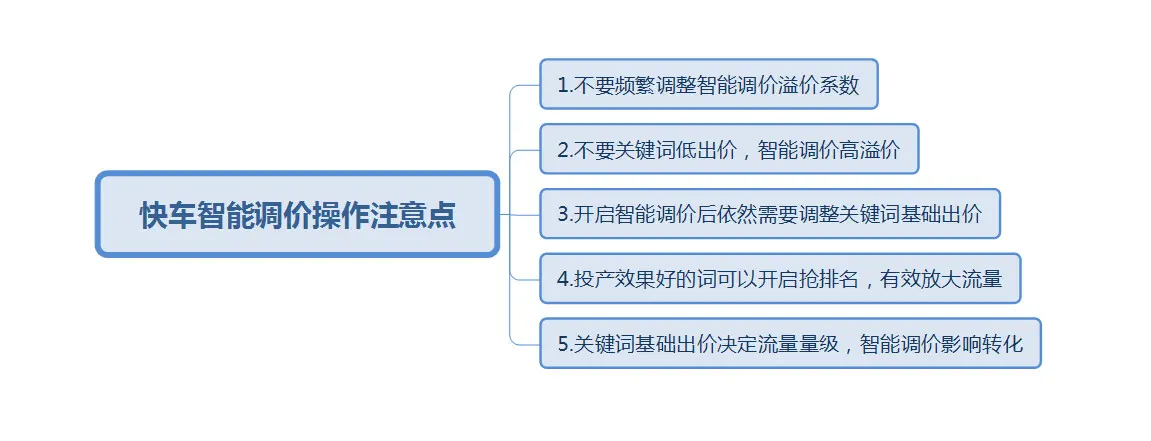 快车智能调价操作注意点
1.不要频繁调整智能调价溢价系数
2.不要关键词低出价，智能调价高溢价
3.开启智能调价后依然需要调整关键词基础出价
4.投产效果好的词可以开启抢排名，有效放大流量
5.关键词基础出价决定流量量级，智能调价影响转化